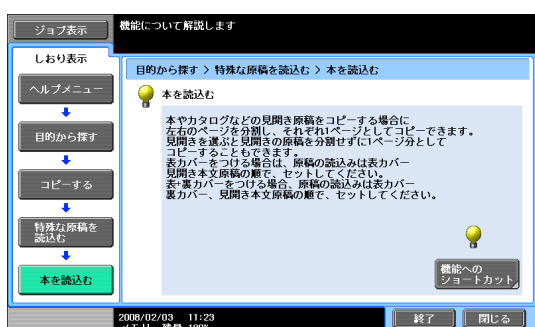 ジョブ表示
機能について解説します
しおり表示
ヘルプメニュー
目的から探す
コピーする
特殊な原稿を
読込む
本を読込む
目的から探す > 特殊な原稿を読込む > 本を読込む
本を読込む
本やカタログなどの見開き原稿をコピーする場合に
左右のページを分割し、それぞれ1ページとしてコピーできます。
見開きを選ぶと見開きの原稿を分割せずに1ページ分として
コピーすることもできます。
表カバーをつける場合は、原稿の読込みは表カバー
見開き本文原稿の順で、セットしてください。
表+裏カバーをつける場合、原稿の読込みは表カバー
裏カバー、見開き本文原稿の順で、セットしてください。
機能への
ショートカット
2008/02/03 11:23
メモリー残量 100%
終了
閉じる